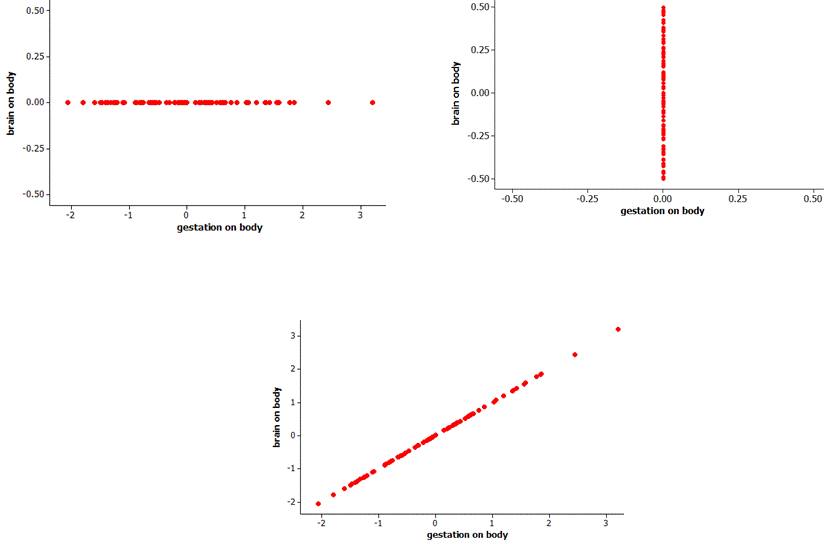 0.50
0.25
0.00
-0.25
-0.50
brain on body
-2 -1 0 1 2 3
gestation on body
0.50
0.25
0.00
-0.25
-0.50
brain on body
-0.50 -0.25 0.00 0.25 0.50
gestation on body
3
2
1
0
-1
-2
brain on body
-2 -1 0 1 2 3
gestation on body